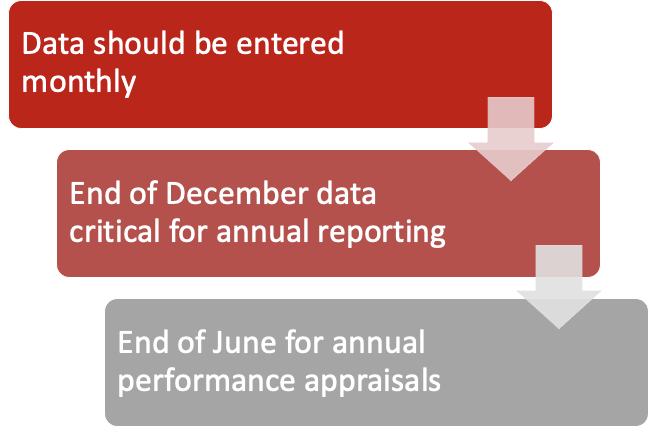 Data should be entered
monthly
End of December data
critical for annual reporting
End of June for annual
performance appraisals